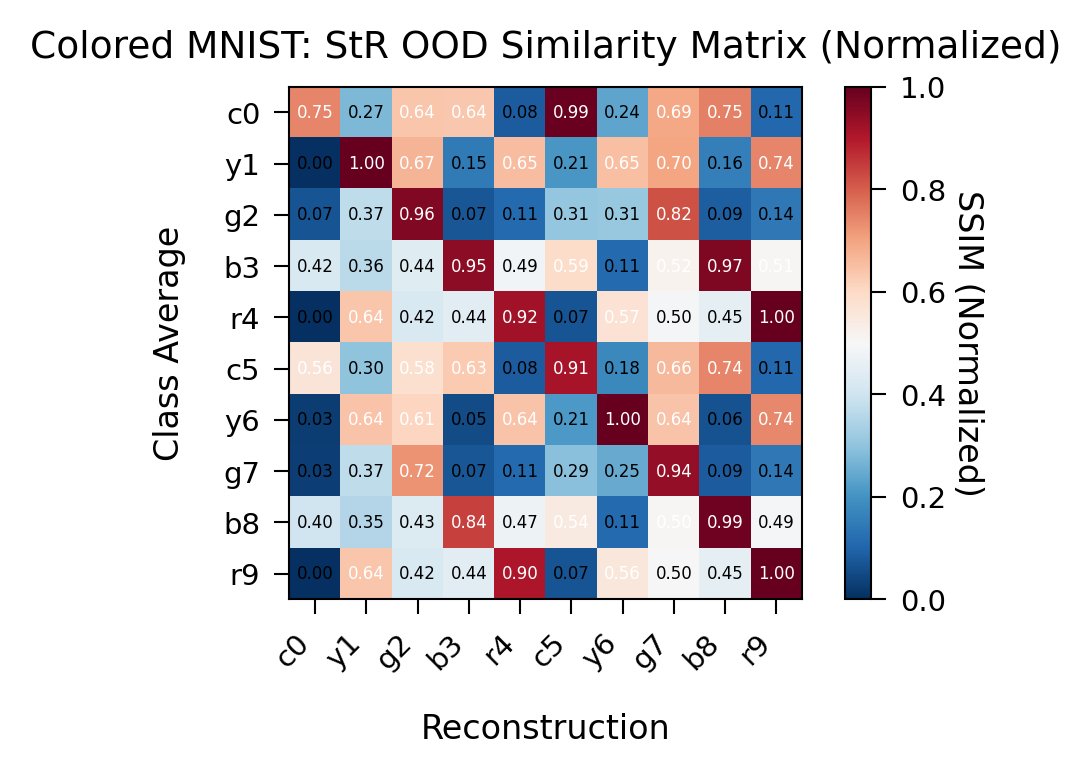 Colored MNIST: StR OOD Similarity Matrix (Normalized)
c0 0.75 0.27 0.64 0.64 0.08 0.99 0.24 0.69 0.75 0.11
y1 0.00 1.00 0.67 0.15 0.65 0.21 0.65 0.70 0.16 0.74
g2 0.07 0.37 0.96 0.07 0.11 0.31 0.31 0.82 0.09 0.14
b3 0.42 0.36 0.44 0.95 0.49 0.59 0.11 0.52 0.97 0.51
r4 0.00 0.64 0.42 0.44 0.92 0.07 0.57 0.50 0.45 1.00
c5 0.56 0.30 0.58 0.63 0.08 0.91 0.18 0.66 0.74 0.11
y6 0.03 0.64 0.61 0.05 0.64 0.21 1.00 0.64 0.06 0.74
g7 0.03 0.37 0.72 0.07 0.11 0.29 0.25 0.94 0.09 0.14
b8 0.40 0.35 0.43 0.84 0.47 0.54 0.11 0.50 0.99 0.49
r9 0.00 0.64 0.42 0.44 0.90 0.07 0.56 0.50 0.45 1.00
c0 y1 g2 b3 r4 c5 y6 g7 b8 r9
Reconstruction
Class Average
1.0
0.8
0.6
0.4
0.2
0.0
SSIM (Normalized)